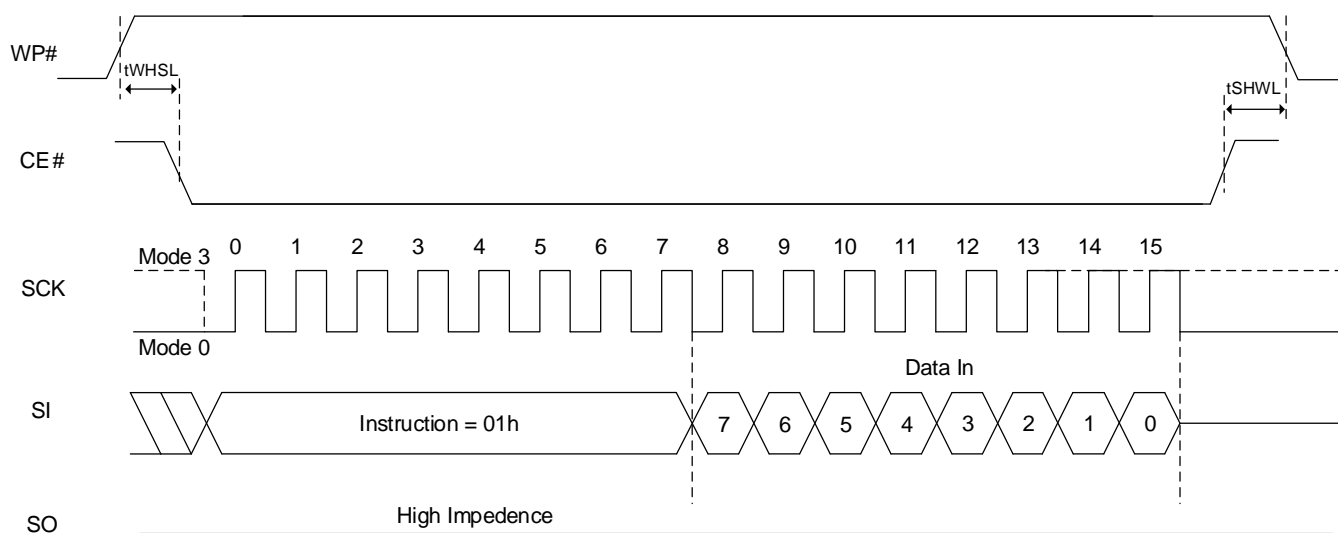 WP#
tWHSL
tSHWL
CE#
0 1 2 3 4 5 6 7 8 9 10 11 12 13 14 15
Mode 3
SCK
Mode 0
Data In
SI
Instruction = 01h
7 6 5 4 3 2 1 0
High Impedence
SO